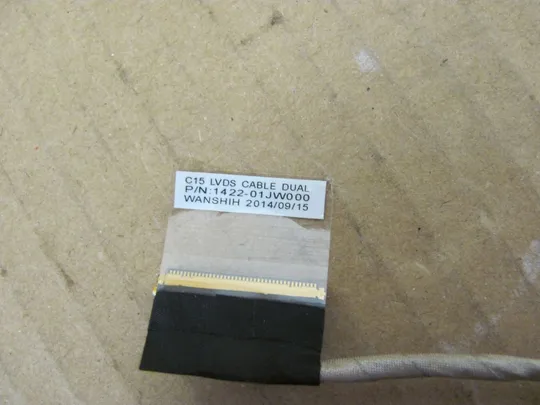 C15 LVDS CABLE DUAL
P/N:1422-01JW000
WANSHIH 2014/09/15